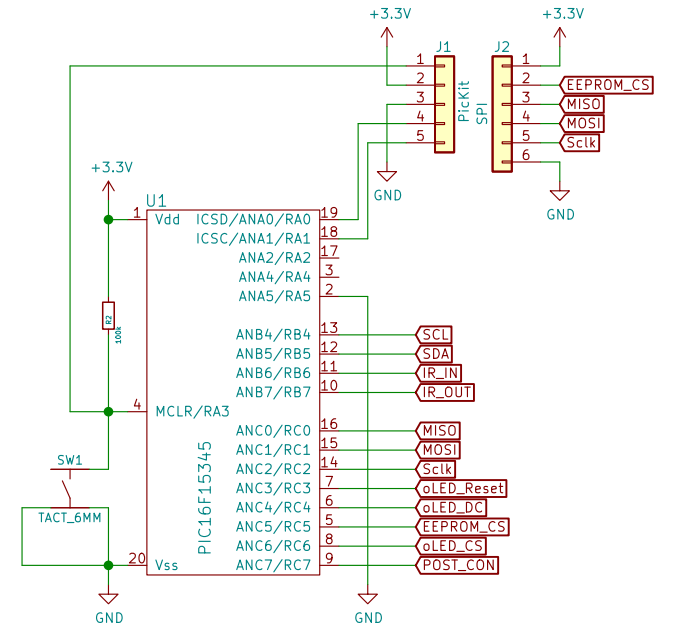 +3.3V
+3.3V
J1
J2
1
2
3
4
5
PicKit
SPI
1
2
3
4
5
6
EEPROM_CS
MISO
MOSI
Sclk
GND
GND
+3.3V
U1
1
Vdd
ICSD/ANA0/RA0
19
ICSC/ANA1/RA1
18
ANA2/RA2
17
ANA4/RA4
3
ANA5/RA5
2
R2
100k
ANB4/RB4
13
SCL
ANB5/RB5
12
SDA
ANB6/RB6
11
IR_IN
ANB7/RB7
10
IR_OUT
4
MCLR/RA3
ANC0/RC0
16
MISO
ANC1/RC1
15
MOSI
ANC2/RC2
14
Sclk
ANC3/RC3
7
oLED_Reset
ANC4/RC4
6
oLED_DC
ANC5/RC5
5
EEPROM_CS
ANC6/RC6
8
oLED_CS
ANC7/RC7
9
POST_CON
PIC16F15345
SW1
TACT_6MM
20
Vss
GND
GND